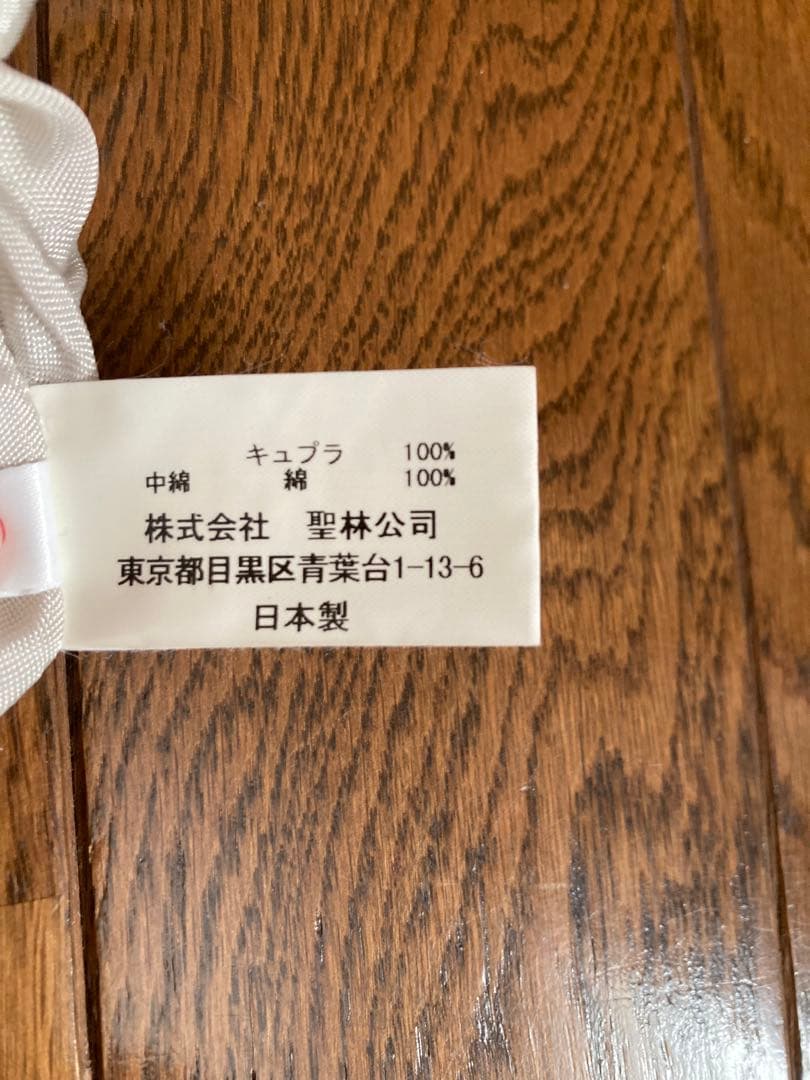 キュプラ 100%
中綿 綿 100%
株式会社 聖林公司
東京都目黒区青葉台1-13-6
日本製